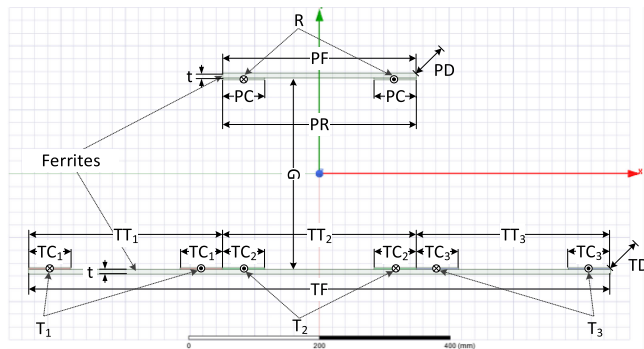 R
PF
PD
t
PC PC
PR
Ferrites
G
x
TT₁ TT₂ TT₃
TC₁ TC₁ TC₂ TC₂ TC₃ TC₃
TD
t
TF
T₁ T₂ T₃
0 200 400 (mm)